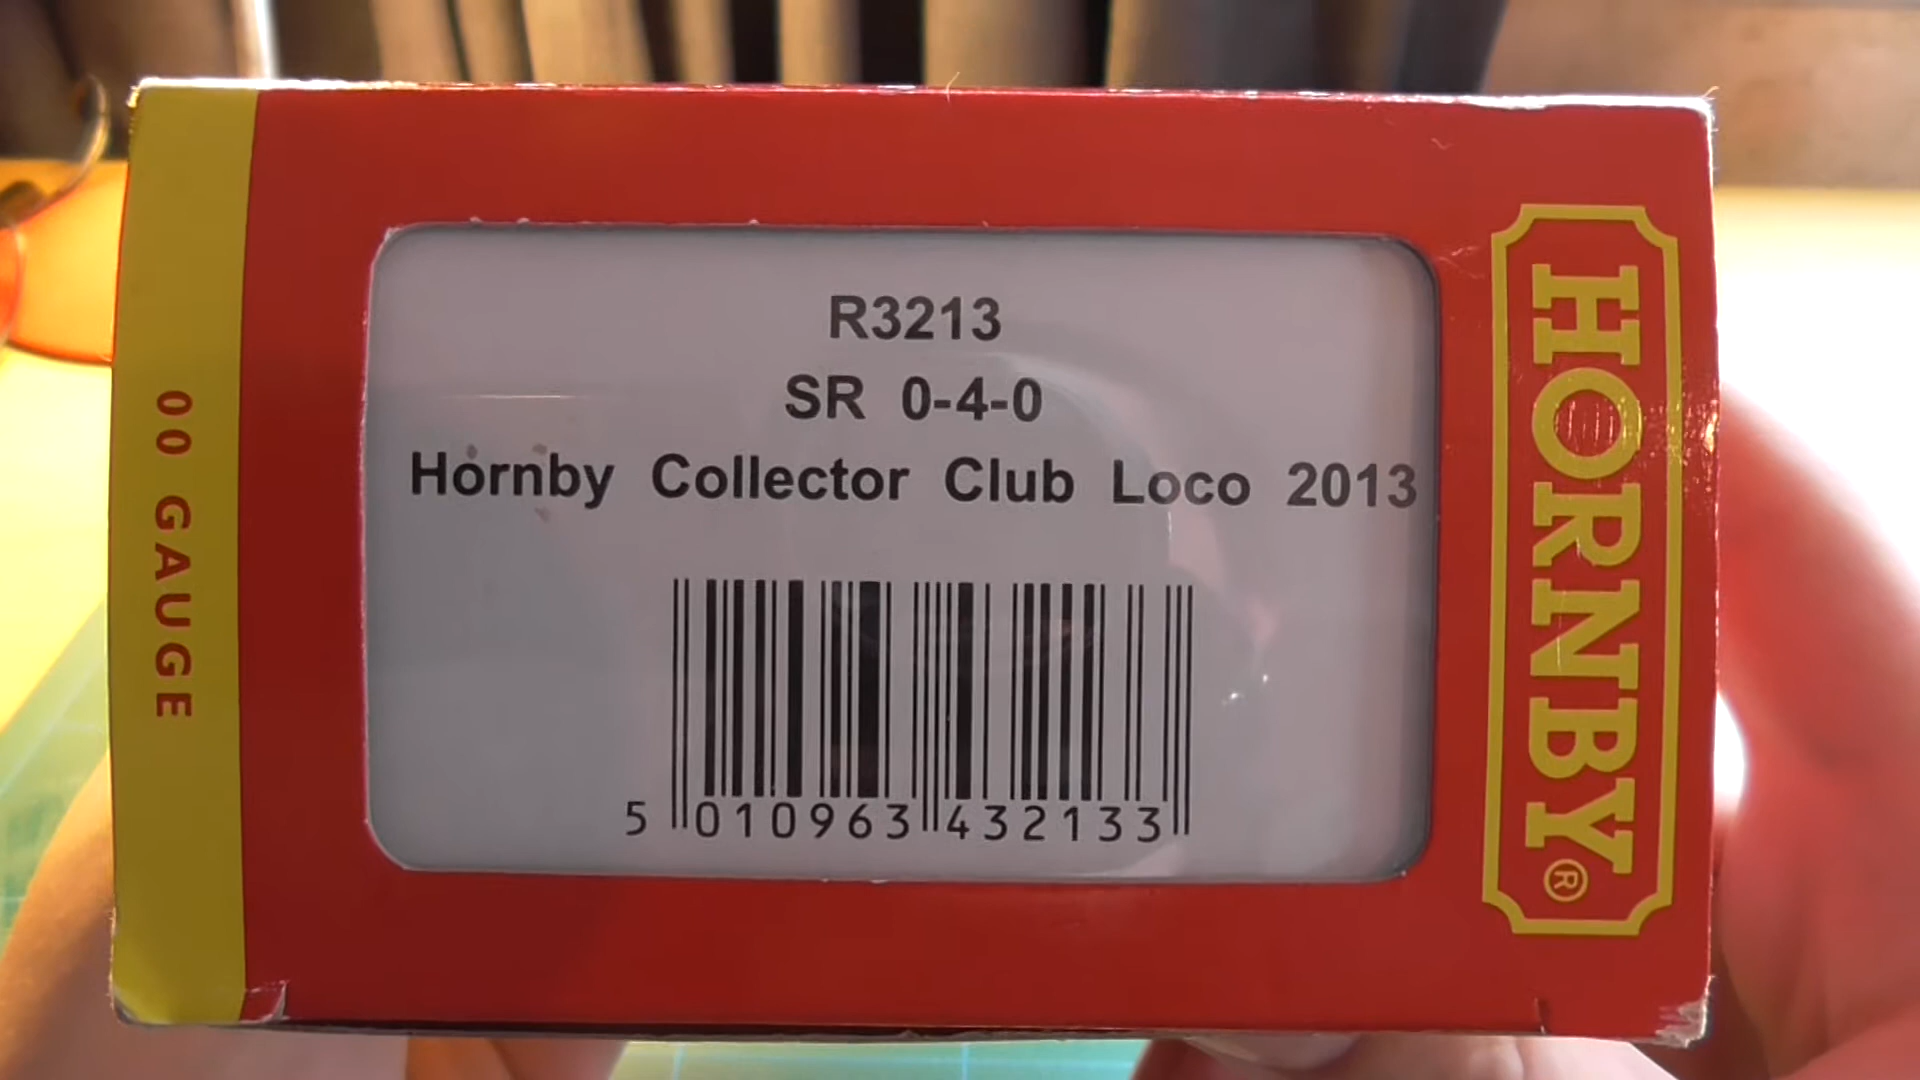 00 GAUGE
R3213
SR 0-4-0
Hornby Collector Club Loco 2013
5 010963 432133
HORNBY®